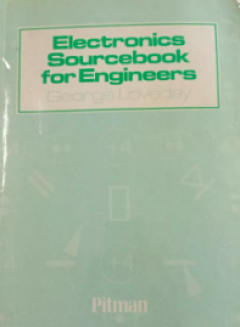 Electronics
Sourcebook
for Engineers
George Loveday
Pitman